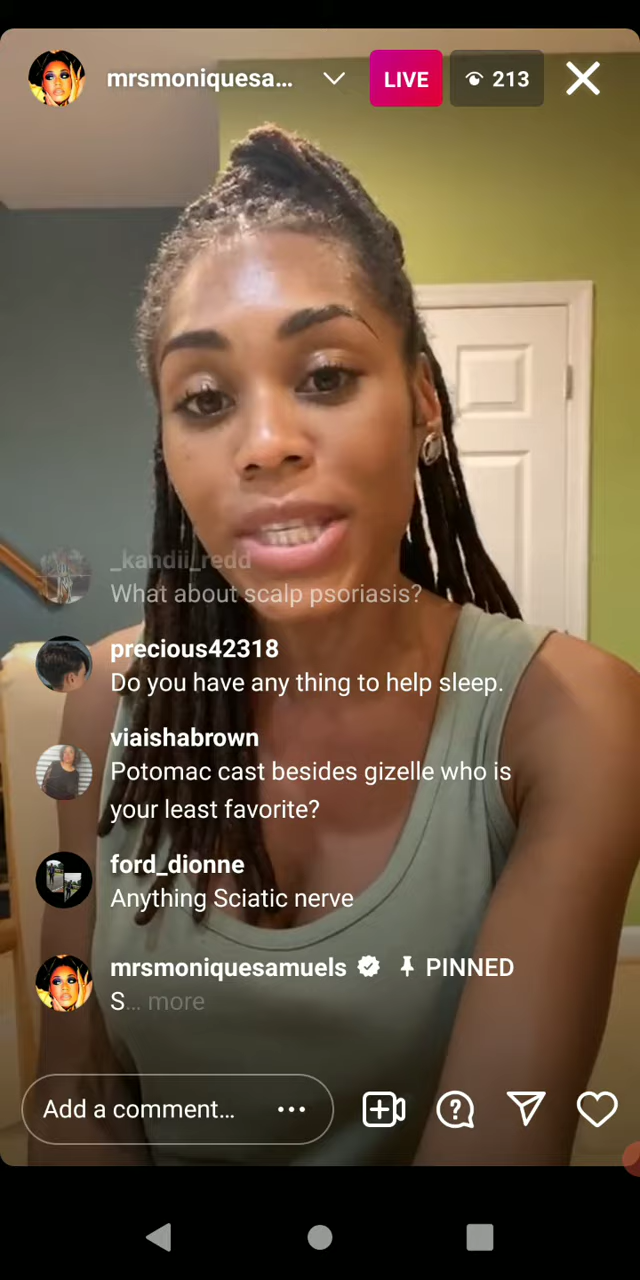 mrsmoniquesa...
LIVE
213
_kandii_redd
What about scalp psoriasis?
precious42318
Do you have any thing to help sleep.
viaishabrown
Potomac cast besides gizelle who is
your least favorite?
ford_dionne
Anything Sciatic nerve
mrsmoniquesamuels PINNED
S... more
Add a comment...